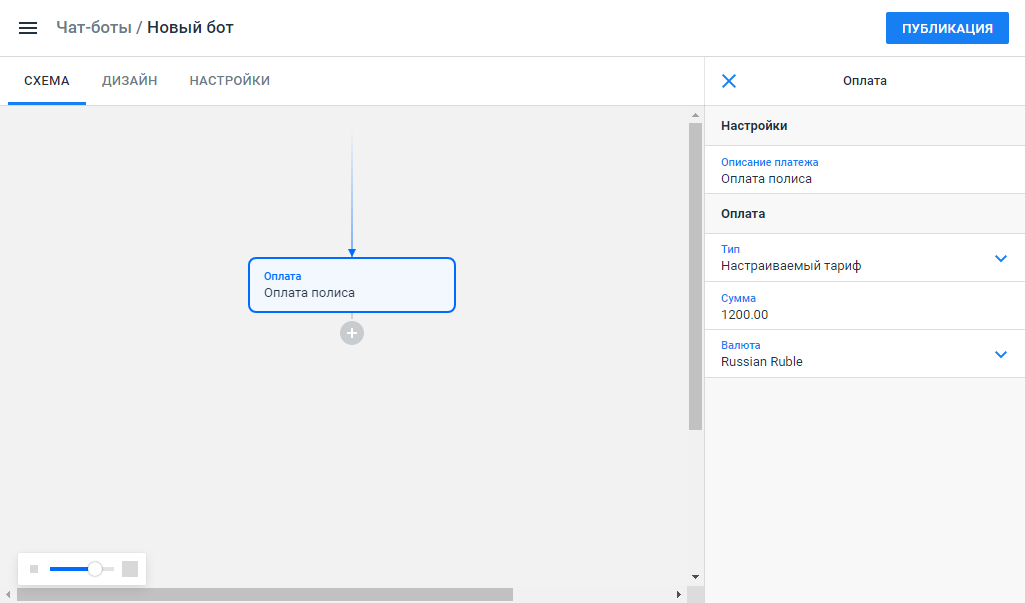 Чат-боты / Новый бот
ПУБЛИКАЦИЯ
СХЕМА
ДИЗАЙН
НАСТРОЙКИ
Оплата
Оплата полиса
Оплата
Настройки
Описание платежа
Оплата полиса
Оплата
Тип
Настраиваемый тариф
Сумма
1200.00
Валюта
Russian Ruble